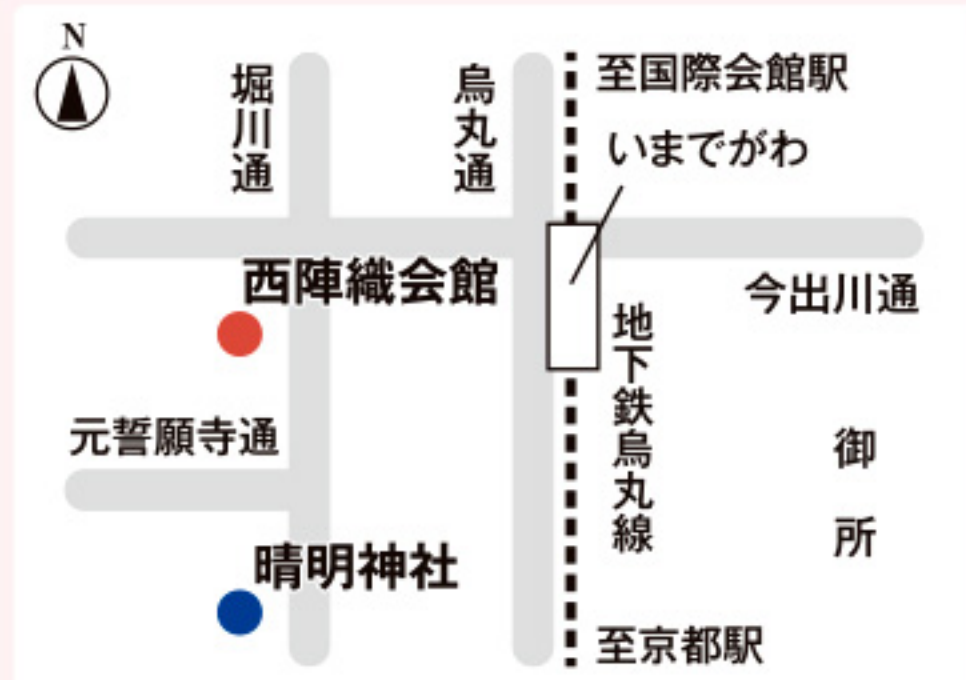 N
堀川通
烏丸通
至国際会館駅
いまでがわ
西陣織会館
今出川通
地下鉄烏丸線
元誓願寺通
御所
晴明神社
至京都駅